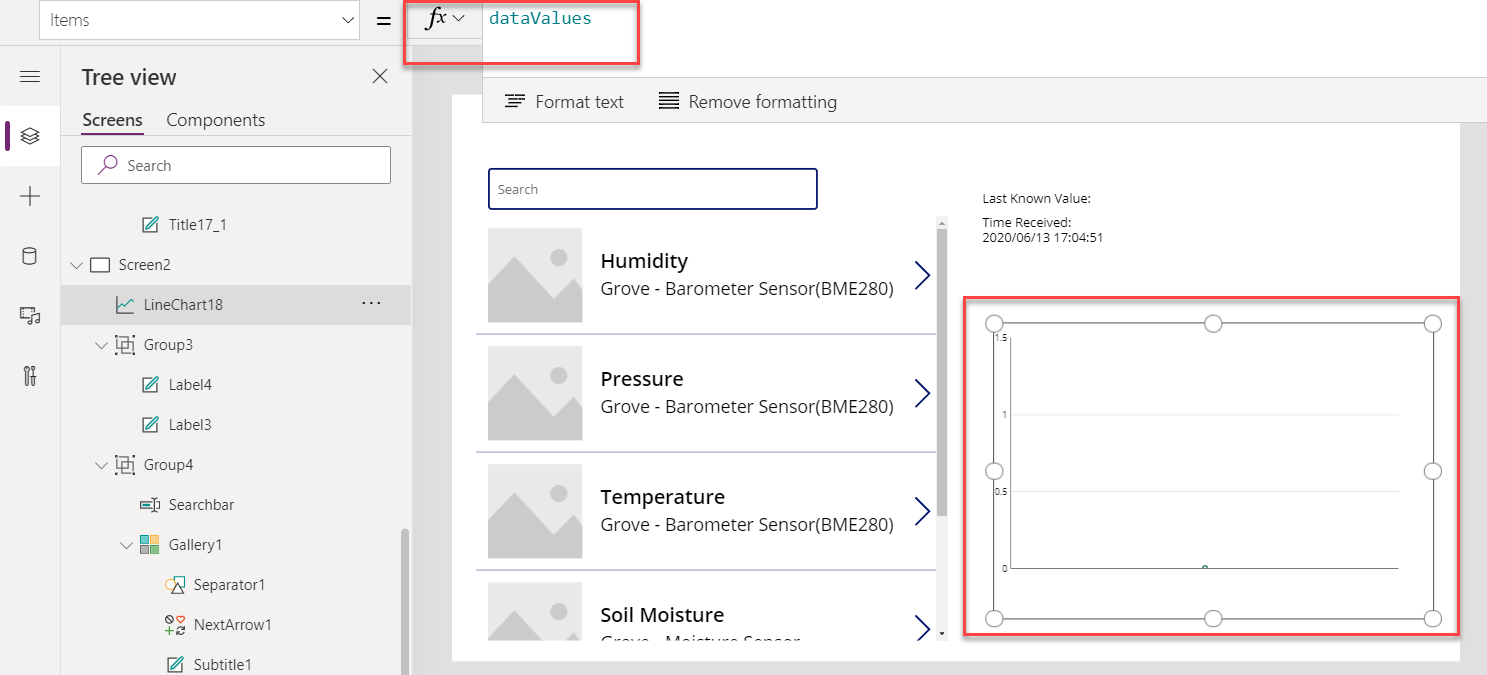 Items
=
fx
dataValues
Tree view
Format text
Remove formatting
Screens
Components
Search
Title17_1
Screen2
LineChart18
...
Group3
Label4
Label3
Group4
Searchbar
Gallery1
Separator1
NextArrow1
Subtitle1
Search
Humidity
Grove - Barometer Sensor(BME280)
Pressure
Grove - Barometer Sensor(BME280)
Temperature
Grove - Barometer Sensor(BME280)
Soil Moisture
Grove - Moisture Sensor
Last Known Value:
Time Received:
2020/06/13 17:04:51
1.5
1
0.5
0